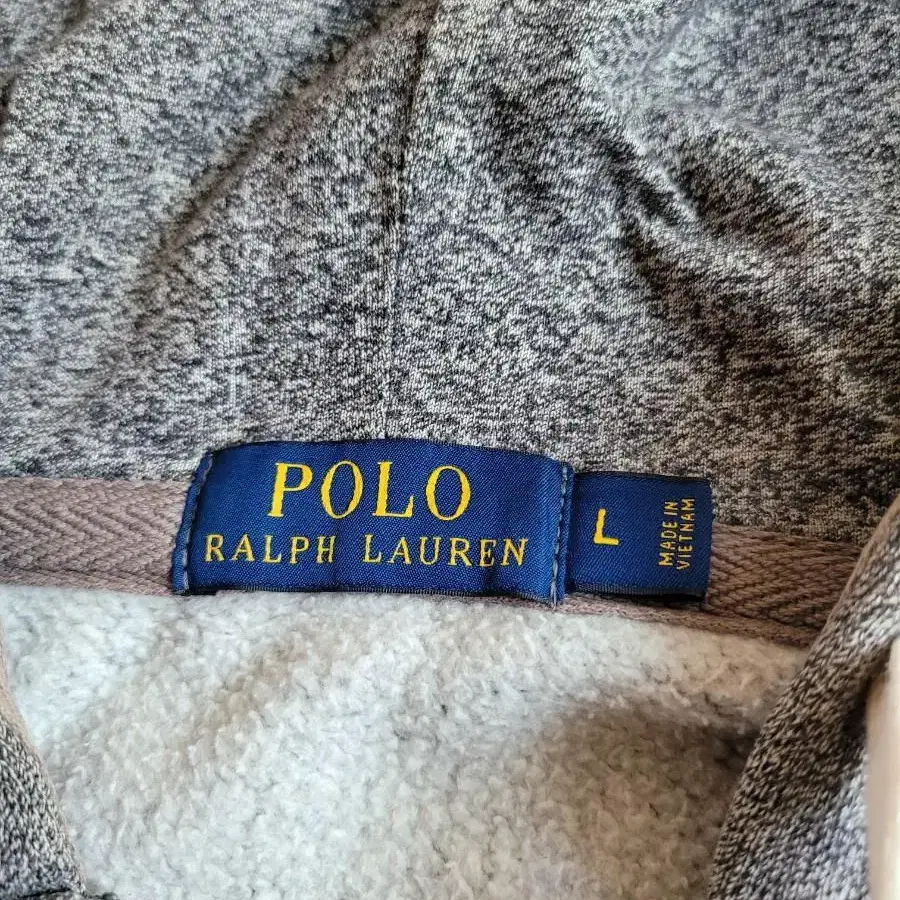 POLO
RALPH LAUREN
L
MADE IN
VIETNAM